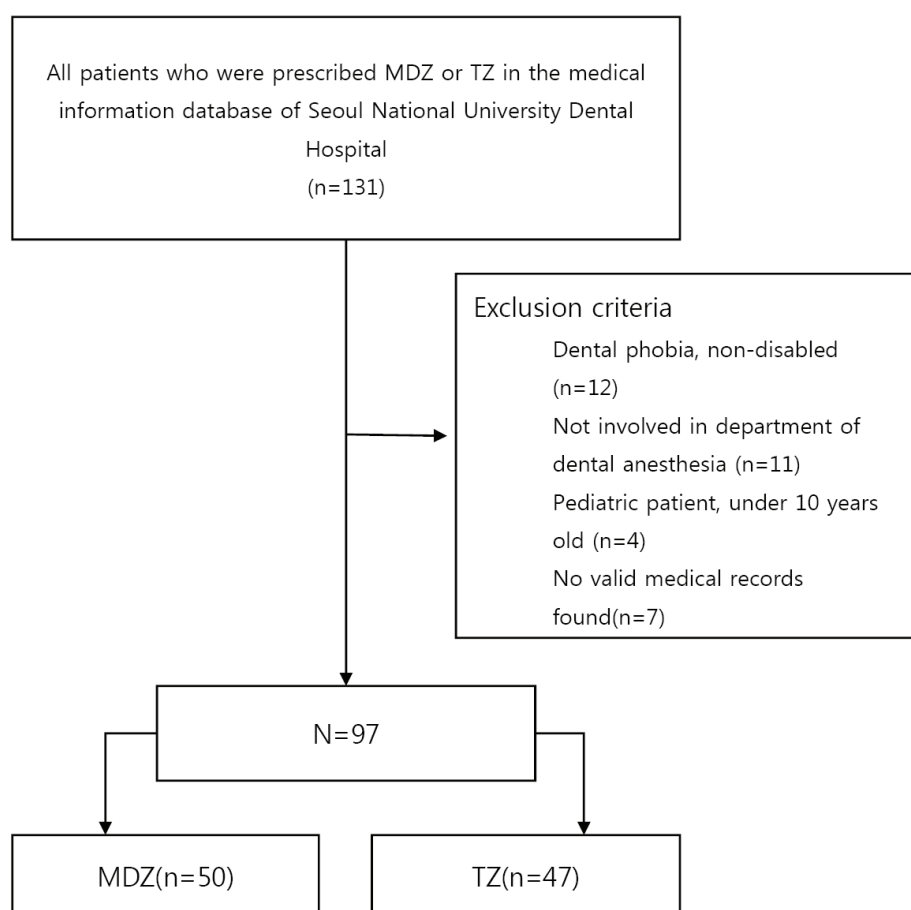 All patients who were prescribed MDZ or TZ in the medical
information database of Seoul National University Dental
Hospital
(n=131)
Exclusion criteria
Dental phobia, non-disabled
(n=12)
Not involved in department of
dental anesthesia (n=11)
Pediatric patient, under 10 years
old (n=4)
No valid medical records
found(n=7)
N=97
MDZ(n=50)
TZ(n=47)